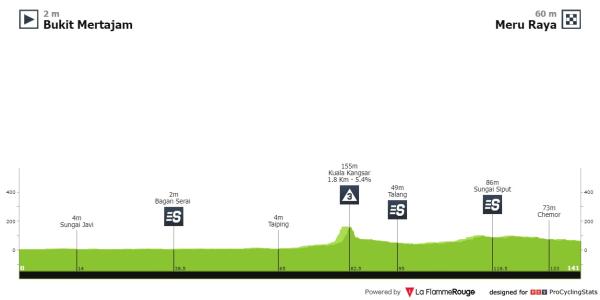 2 m
Bukit Mertajam
60 m
Meru Raya
155m
Kuala Kangsar
1.8 Km - 5.4%
3
49m
Talang
S
86m
Sungai Siput
S
2m
Bagan Serai
S
4m
Sungai Javi
4m
Taiping
73m
Chemor
400
200
0
400
200
0
0
14
38.5
65
82.5
95
118.5
133
141
Powered by La FlammeRouge designed for PCS ProCyclingStats